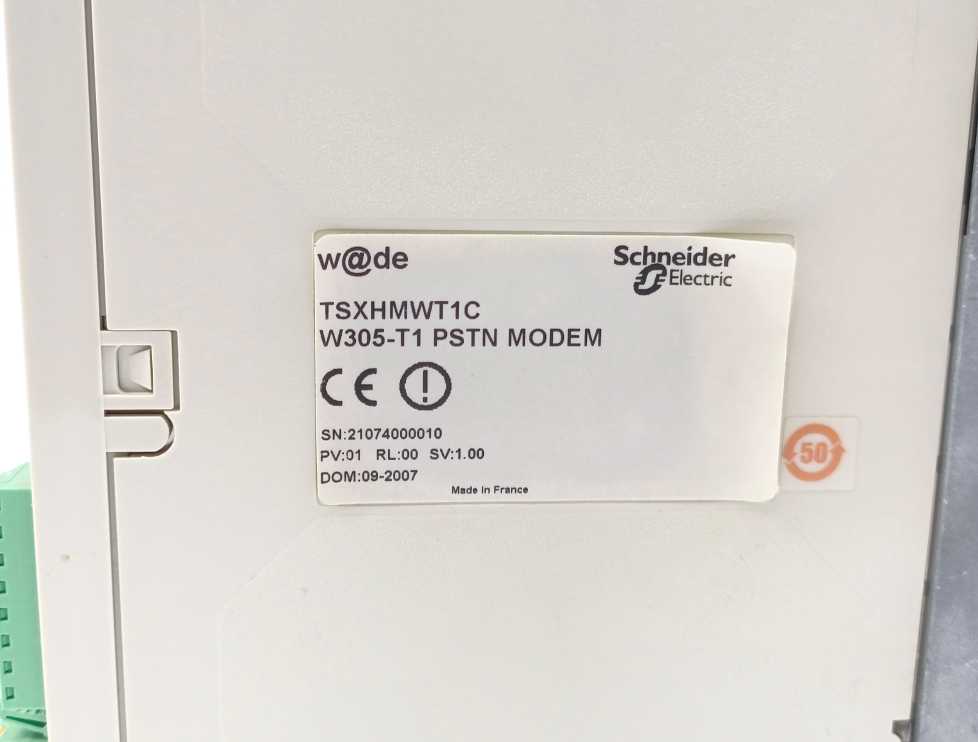 w@de
Schneider
Electric
TSXHMWT1C
W305-T1 PSTN MODEM
CE
SN:21074000010
PV:01 RL:00 SV:1.00
DOM:09-2007
Made In France
50